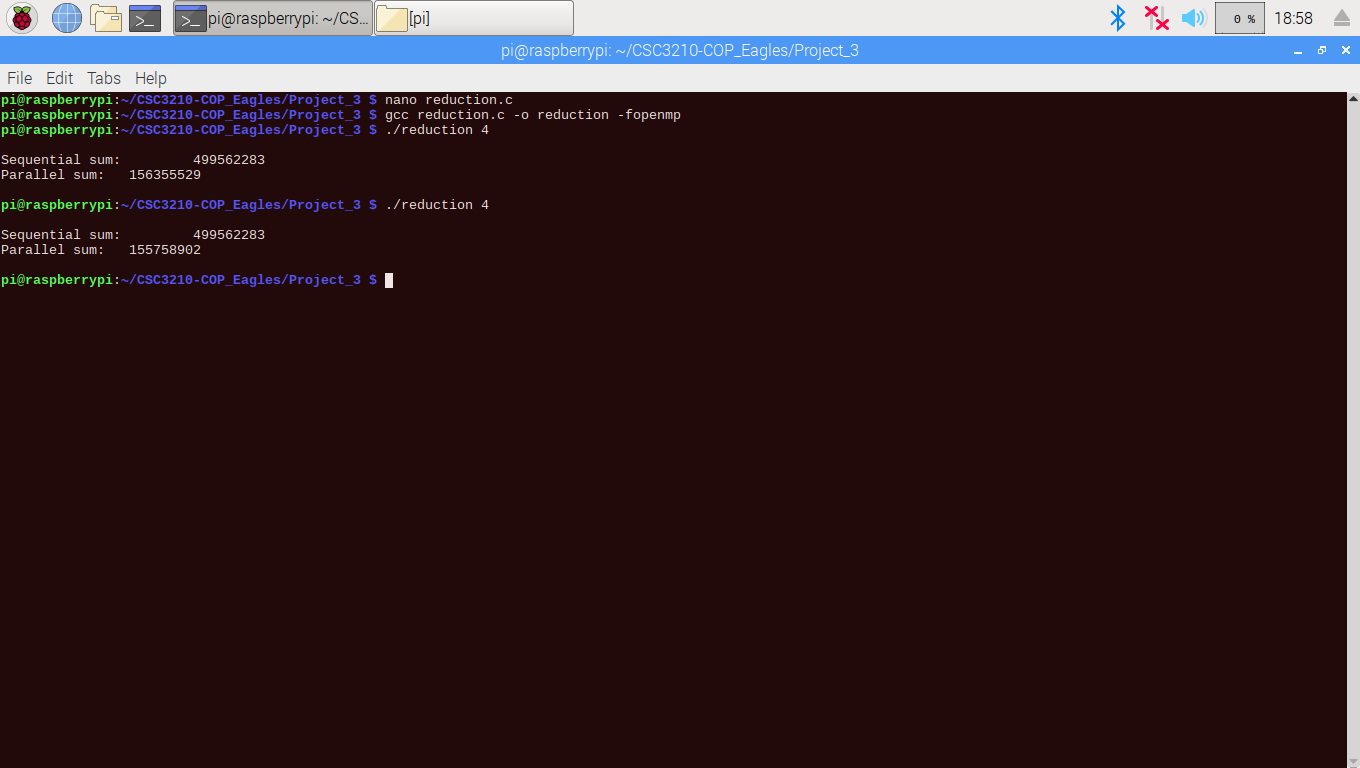 pi@raspberrypi: ~/CS... [pi] 0 % 18:58
pi@raspberrypi: ~/CSC3210-COP_Eagles/Project_3
File Edit Tabs Help
pi@raspberrypi:~/CSC3210-COP_Eagles/Project_3 $ nano reduction.c
pi@raspberrypi:~/CSC3210-COP_Eagles/Project_3 $ gcc reduction.c -o reduction -fopenmp
pi@raspberrypi:~/CSC3210-COP_Eagles/Project_3 $ ./reduction 4
Sequential sum: 499562283
Parallel sum: 156355529
pi@raspberrypi:~/CSC3210-COP_Eagles/Project_3 $ ./reduction 4
Sequential sum: 499562283
Parallel sum: 155758902
pi@raspberrypi:~/CSC3210-COP_Eagles/Project_3 $